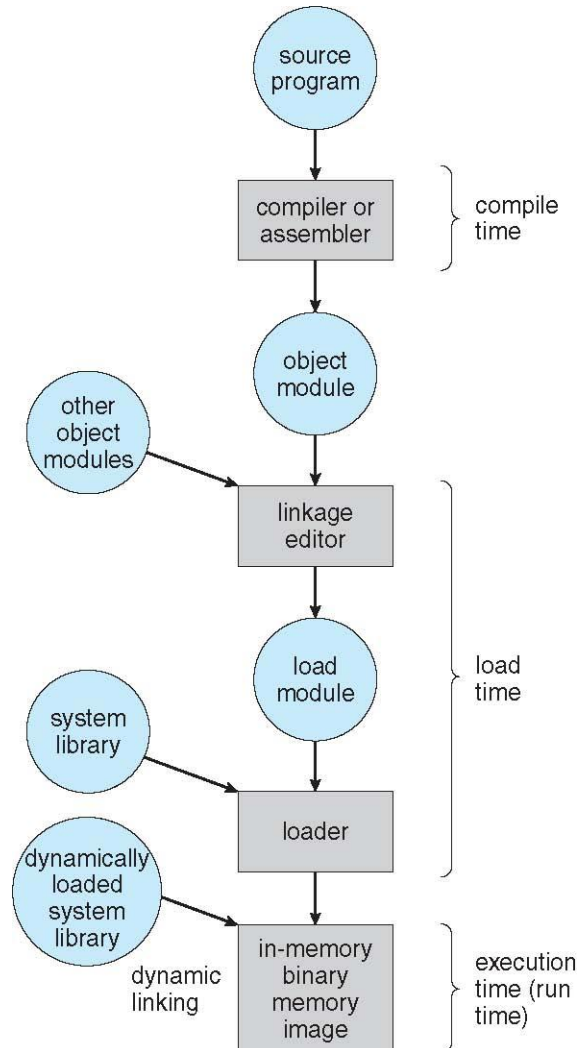 source
program
compiler or
assembler
compile
time
object
module
other
object
modules
linkage
editor
load
module
load
time
system
library
loader
dynamically
loaded
system
library
dynamic
linking
in-memory
binary
memory
image
execution
time (run
time)